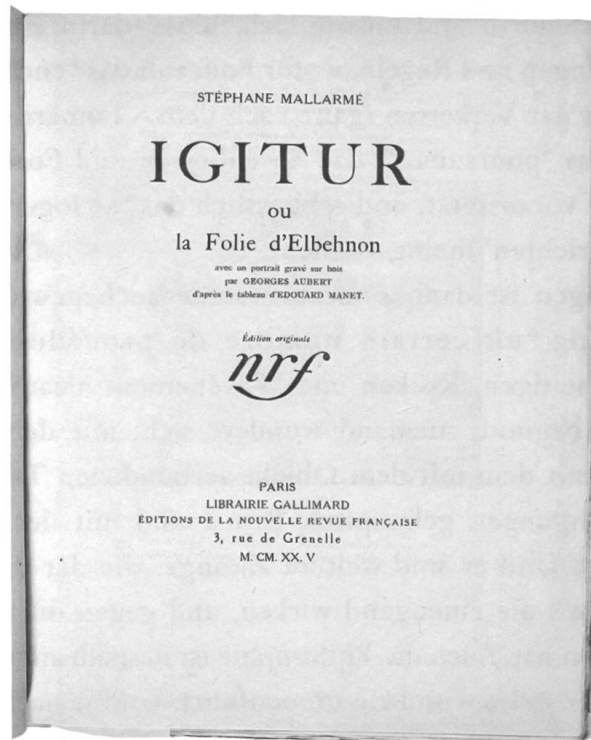 STÉPHANE MALLARMÉ
IGITUR
ou
la Folie d'Elbehnon
avec un portrait gravé sur bois
par GEORGES AUBERT
d'après le tableau d'EDOUARD MANET.
Édition originale
nrf
PARIS
LIBRAIRIE GALLIMARD
ÉDITIONS DE LA NOUVELLE REVUE FRANÇAISE
3, rue de Grenelle
M. CM. XX. V